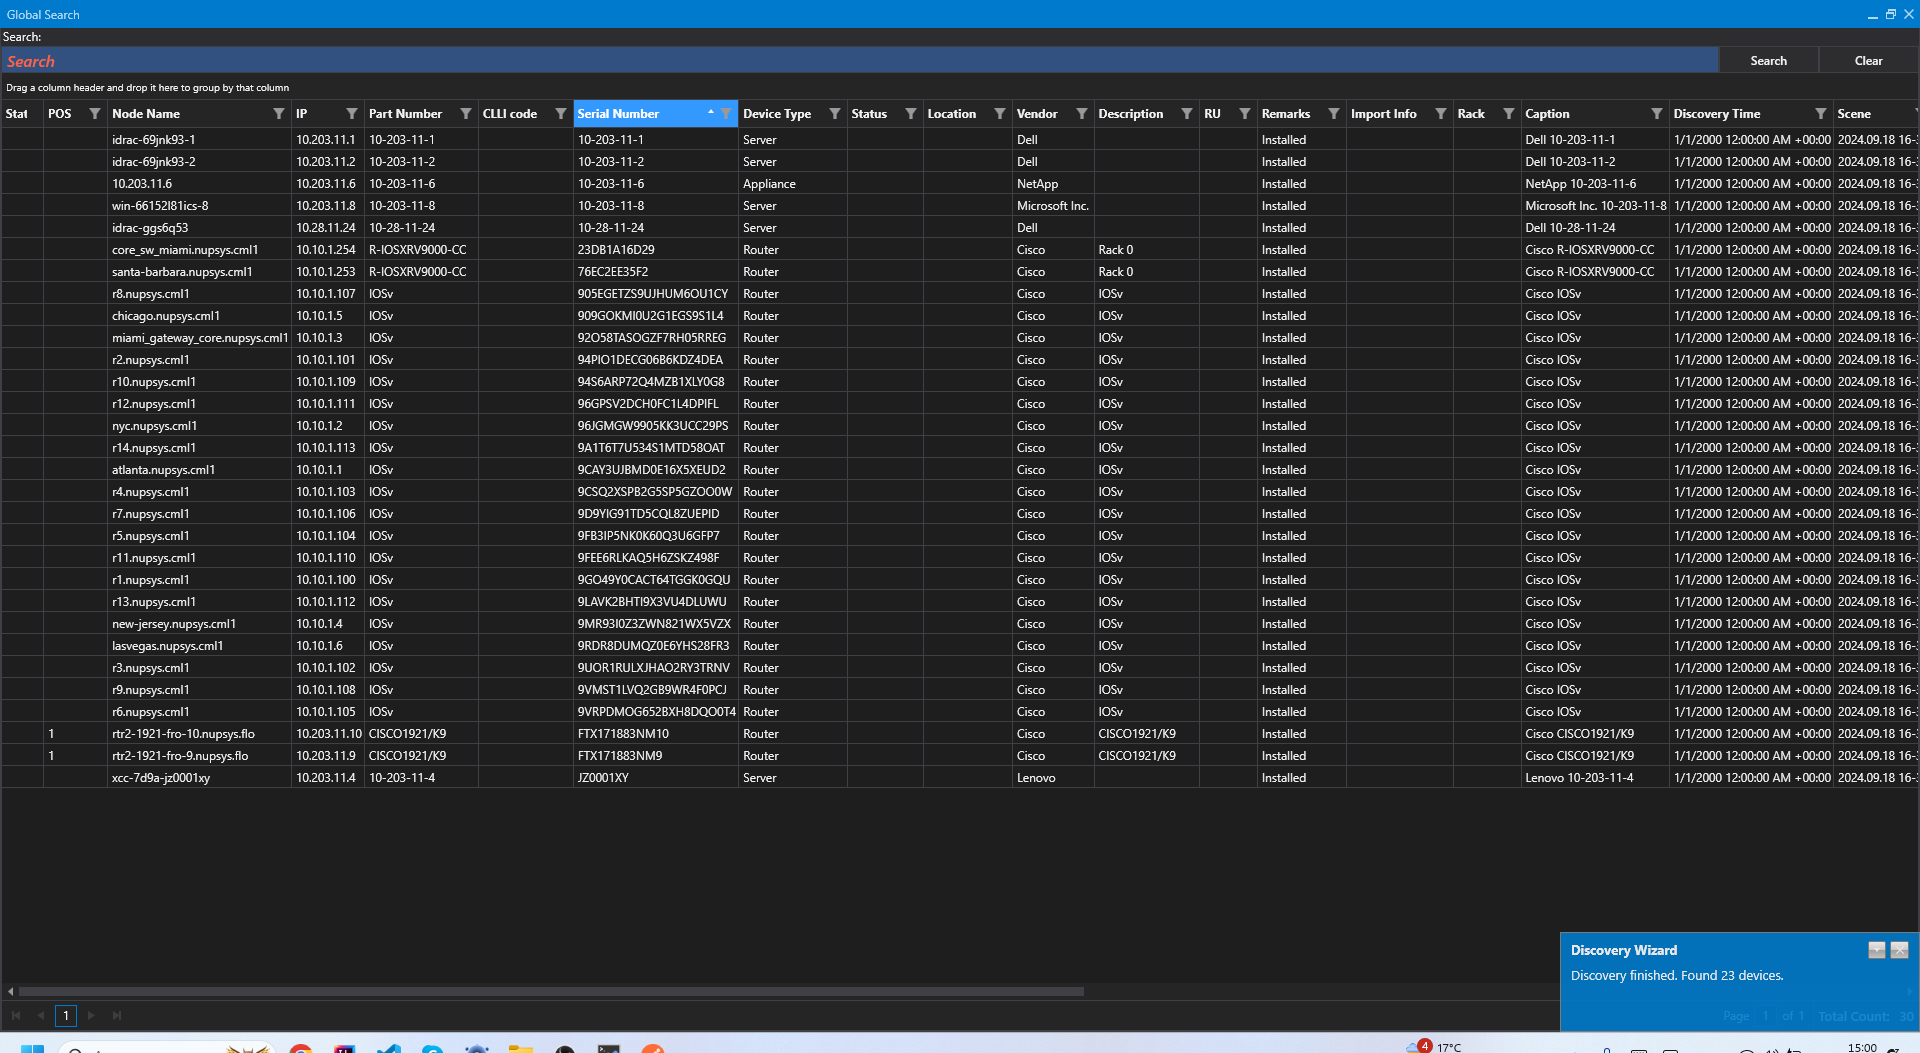 Global Search
Search:
Search Search Clear
Drag a column header and drop it here to group by that column
Stat POS Node Name IP Part Number CLLI code Serial Number Device Type Status Location Vendor Description RU Remarks Import Info Rack Caption Discovery Time Scene
idrac-69jnk93-1 10.203.11.1 10-203-11-1 10-203-11-1 Server Dell Installed Dell 10-203-11-1 1/1/2000 12:00:00 AM +00:00 2024.09.18 16-
idrac-69jnk93-2 10.203.11.2 10-203-11-2 10-203-11-2 Server Dell Installed Dell 10-203-11-2 1/1/2000 12:00:00 AM +00:00 2024.09.18 16-
10.203.11.6 10.203.11.6 10-203-11-6 10-203-11-6 Appliance NetApp Installed NetApp 10-203-11-6 1/1/2000 12:00:00 AM +00:00 2024.09.18 16-
win-66152l81ics-8 10.203.11.8 10-203-11-8 10-203-11-8 Server Microsoft Inc. Installed Microsoft Inc. 10-203-11-8 1/1/2000 12:00:00 AM +00:00 2024.09.18 16-
idrac-ggs6q53 10.28.11.24 10-28-11-24 10-28-11-24 Server Dell Installed Dell 10-28-11-24 1/1/2000 12:00:00 AM +00:00 2024.09.18 16-
core_sw_miami.nupsys.cml1 10.10.1.254 R-IOSXRV9000-CC 23DB1A16D29 Router Cisco Rack 0 Installed Cisco R-IOSXRV9000-CC 1/1/2000 12:00:00 AM +00:00 2024.09.18 16-
santa-barbara.nupsys.cml1 10.10.1.253 R-IOSXRV9000-CC 76EC2EE35F2 Router Cisco Rack 0 Installed Cisco R-IOSXRV9000-CC 1/1/2000 12:00:00 AM +00:00 2024.09.18 16-
r8.nupsys.cml1 10.10.1.107 IOSv 905EGETZS9UJHUM6OU1CY Router Cisco IOSv Installed Cisco IOSv 1/1/2000 12:00:00 AM +00:00 2024.09.18 16-
chicago.nupsys.cml1 10.10.1.5 IOSv 909GOKMI0U2G1EGS9S1L4 Router Cisco IOSv Installed Cisco IOSv 1/1/2000 12:00:00 AM +00:00 2024.09.18 16-
miami_gateway_core.nupsys.cml1 10.10.1.3 IOSv 92O58TASOGZF7RH05RREG Router Cisco IOSv Installed Cisco IOSv 1/1/2000 12:00:00 AM +00:00 2024.09.18 16-
r2.nupsys.cml1 10.10.1.101 IOSv 94PIO1DECG06B6KDZ4DEA Router Cisco IOSv Installed Cisco IOSv 1/1/2000 12:00:00 AM +00:00 2024.09.18 16-
r10.nupsys.cml1 10.10.1.109 IOSv 94S6ARP72Q4MZB1XLY0G8 Router Cisco IOSv Installed Cisco IOSv 1/1/2000 12:00:00 AM +00:00 2024.09.18 16-
r12.nupsys.cml1 10.10.1.111 IOSv 96GPSV2DCH0FC1L4DPIFL Router Cisco IOSv Installed Cisco IOSv 1/1/2000 12:00:00 AM +00:00 2024.09.18 16-
nyc.nupsys.cml1 10.10.1.2 IOSv 96JGMGW9905KK3UCC29PS Router Cisco IOSv Installed Cisco IOSv 1/1/2000 12:00:00 AM +00:00 2024.09.18 16-
r14.nupsys.cml1 10.10.1.113 IOSv 9A1T6T7U534S1MTD58OAT Router Cisco IOSv Installed Cisco IOSv 1/1/2000 12:00:00 AM +00:00 2024.09.18 16-
atlanta.nupsys.cml1 10.10.1.1 IOSv 9CAY3UJBMD0E16X5XEUD2 Router Cisco IOSv Installed Cisco IOSv 1/1/2000 12:00:00 AM +00:00 2024.09.18 16-
r4.nupsys.cml1 10.10.1.103 IOSv 9CSQ2XSPB2G5SP5GZOO0W Router Cisco IOSv Installed Cisco IOSv 1/1/2000 12:00:00 AM +00:00 2024.09.18 16-
r7.nupsys.cml1 10.10.1.106 IOSv 9D9YIG91TD5CQL8ZUEPID Router Cisco IOSv Installed Cisco IOSv 1/1/2000 12:00:00 AM +00:00 2024.09.18 16-
r5.nupsys.cml1 10.10.1.104 IOSv 9FB3IP5NK0K60Q3U6GFP7 Router Cisco IOSv Installed Cisco IOSv 1/1/2000 12:00:00 AM +00:00 2024.09.18 16-
r11.nupsys.cml1 10.10.1.110 IOSv 9FEE6RLKAQ5H6ZSKZ498F Router Cisco IOSv Installed Cisco IOSv 1/1/2000 12:00:00 AM +00:00 2024.09.18 16-
r1.nupsys.cml1 10.10.1.100 IOSv 9GO49Y0CACT64TGGK0GQU Router Cisco IOSv Installed Cisco IOSv 1/1/2000 12:00:00 AM +00:00 2024.09.18 16-
r13.nupsys.cml1 10.10.1.112 IOSv 9LAVK2BHTI9X3VU4DLUWU Router Cisco IOSv Installed Cisco IOSv 1/1/2000 12:00:00 AM +00:00 2024.09.18 16-
new-jersey.nupsys.cml1 10.10.1.4 IOSv 9MR93I0Z3ZWN821WX5VZX Router Cisco IOSv Installed Cisco IOSv 1/1/2000 12:00:00 AM +00:00 2024.09.18 16-
lasvegas.nupsys.cml1 10.10.1.6 IOSv 9RDR8DUMQZ0E6YHS28FR3 Router Cisco IOSv Installed Cisco IOSv 1/1/2000 12:00:00 AM +00:00 2024.09.18 16-
r3.nupsys.cml1 10.10.1.102 IOSv 9UOR1RULXJHAO2RY3TRNV Router Cisco IOSv Installed Cisco IOSv 1/1/2000 12:00:00 AM +00:00 2024.09.18 16-
r9.nupsys.cml1 10.10.1.108 IOSv 9VMST1LVQ2GB9WR4F0PCJ Router Cisco IOSv Installed Cisco IOSv 1/1/2000 12:00:00 AM +00:00 2024.09.18 16-
r6.nupsys.cml1 10.10.1.105 IOSv 9VRPDMOG652BXH8DQO0T4 Router Cisco IOSv Installed Cisco IOSv 1/1/2000 12:00:00 AM +00:00 2024.09.18 16-
1 rtr2-1921-fro-10.nupsys.flo 10.203.11.10 CISCO1921/K9 FTX171883NM10 Router Cisco CISCO1921/K9 Installed Cisco CISCO1921/K9 1/1/2000 12:00:00 AM +00:00 2024.09.18 16-
1 rtr2-1921-fro-9.nupsys.flo 10.203.11.9 CISCO1921/K9 FTX171883NM9 Router Cisco CISCO1921/K9 Installed Cisco CISCO1921/K9 1/1/2000 12:00:00 AM +00:00 2024.09.18 16-
xcc-7d9a-jz0001xy 10.203.11.4 10-203-11-4 JZ0001XY Server Lenovo Installed Lenovo 10-203-11-4 1/1/2000 12:00:00 AM +00:00 2024.09.18 16-
Discovery Wizard
Discovery finished. Found 23 devices.
1 Page 1 of 1 Total Count: 30
4 17°C 15:00